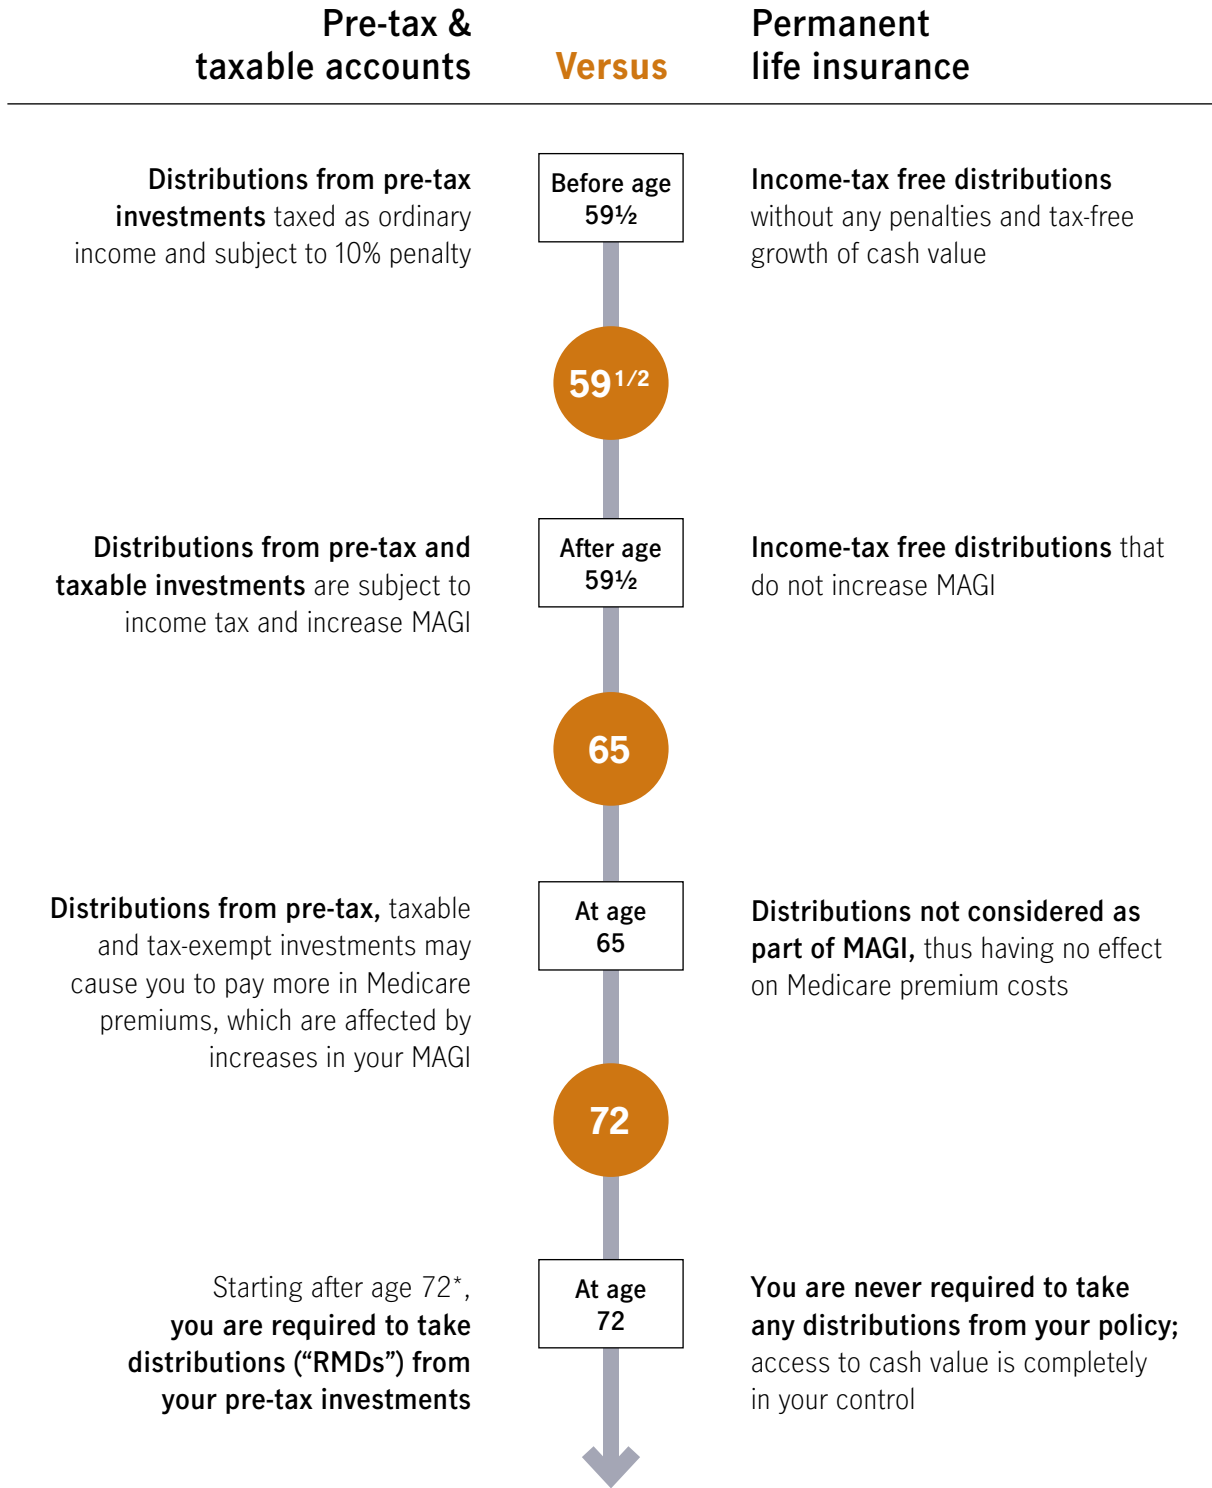 Pre-tax &
taxable accounts
Versus
Permanent
life insurance
Distributions from pre-tax
investments taxed as ordinary
income and subject to 10% penalty
Before age
59½
Income-tax free distributions
without any penalties and tax-free
growth of cash value
59 1/2
Distributions from pre-tax and
taxable investments are subject to
income tax and increase MAGI
After age
59½
Income-tax free distributions that
do not increase MAGI
65
Distributions from pre-tax, taxable
and tax-exempt investments may
cause you to pay more in Medicare
premiums, which are affected by
increases in your MAGI
At age
65
Distributions not considered as
part of MAGI, thus having no effect
on Medicare premium costs
72
Starting after age 72*,
you are required to take
distributions (“RMDs”) from
your pre-tax investments
At age
72
You are never required to take
any distributions from your policy;
access to cash value is completely
in your control